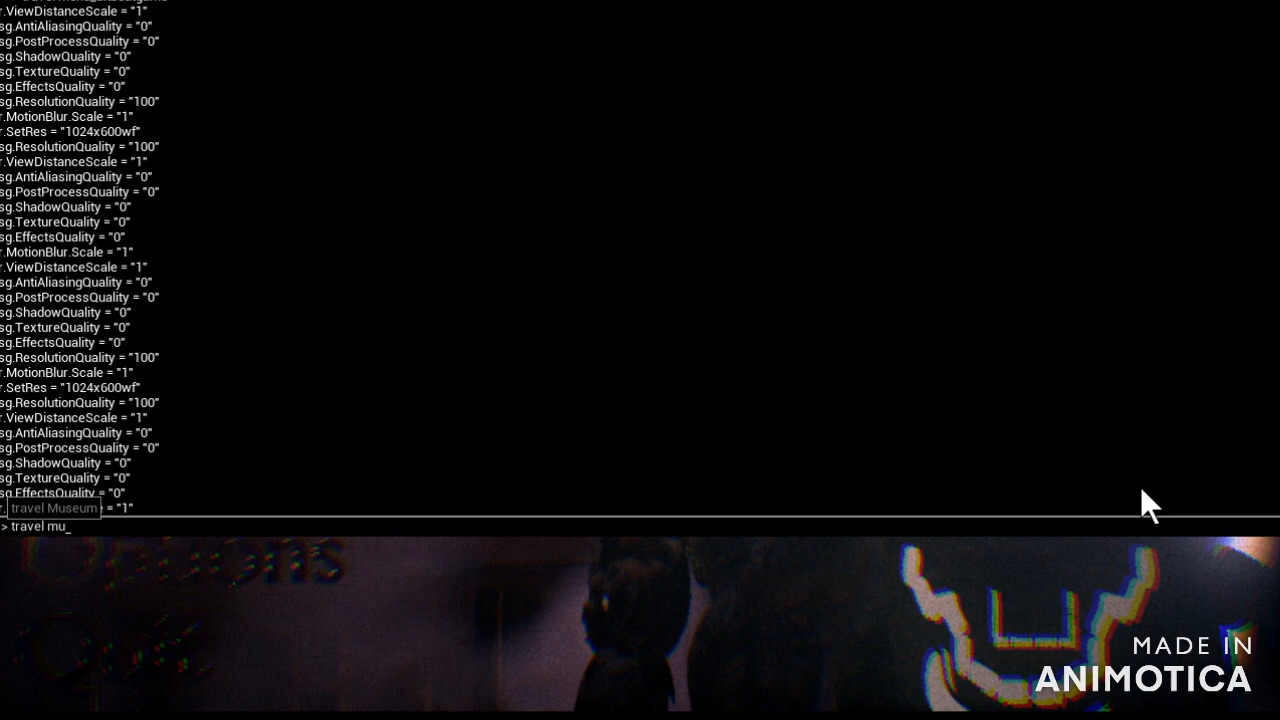 r.ViewDistanceScale = "1"
sg.AntiAliasingQuality = "0"
sg.PostProcessQuality = "0"
sg.ShadowQuality = "0"
sg.TextureQuality = "0"
sg.EffectsQuality = "0"
sg.ResolutionQuality = "100"
r.MotionBlur.Scale = "1"
r.SetRes = "1024x600wf"
sg.ResolutionQuality = "100"
r.ViewDistanceScale = "1"
sg.AntiAliasingQuality = "0"
sg.PostProcessQuality = "0"
sg.ShadowQuality = "0"
sg.TextureQuality = "0"
sg.EffectsQuality = "0"
r.MotionBlur.Scale = "1"
r.ViewDistanceScale = "1"
sg.AntiAliasingQuality = "0"
sg.PostProcessQuality = "0"
sg.ShadowQuality = "0"
sg.TextureQuality = "0"
sg.EffectsQuality = "0"
sg.ResolutionQuality = "100"
r.MotionBlur.Scale = "1"
r.SetRes = "1024x600wf"
sg.ResolutionQuality = "100"
r.ViewDistanceScale = "1"
sg.AntiAliasingQuality = "0"
sg.PostProcessQuality = "0"
sg.ShadowQuality = "0"
sg.TextureQuality = "0"
sg.EffectsQuality = "0"
r. travel Museum e = "1"
> travel mu_
Options
Quit
MADE IN
ANIMOTICA